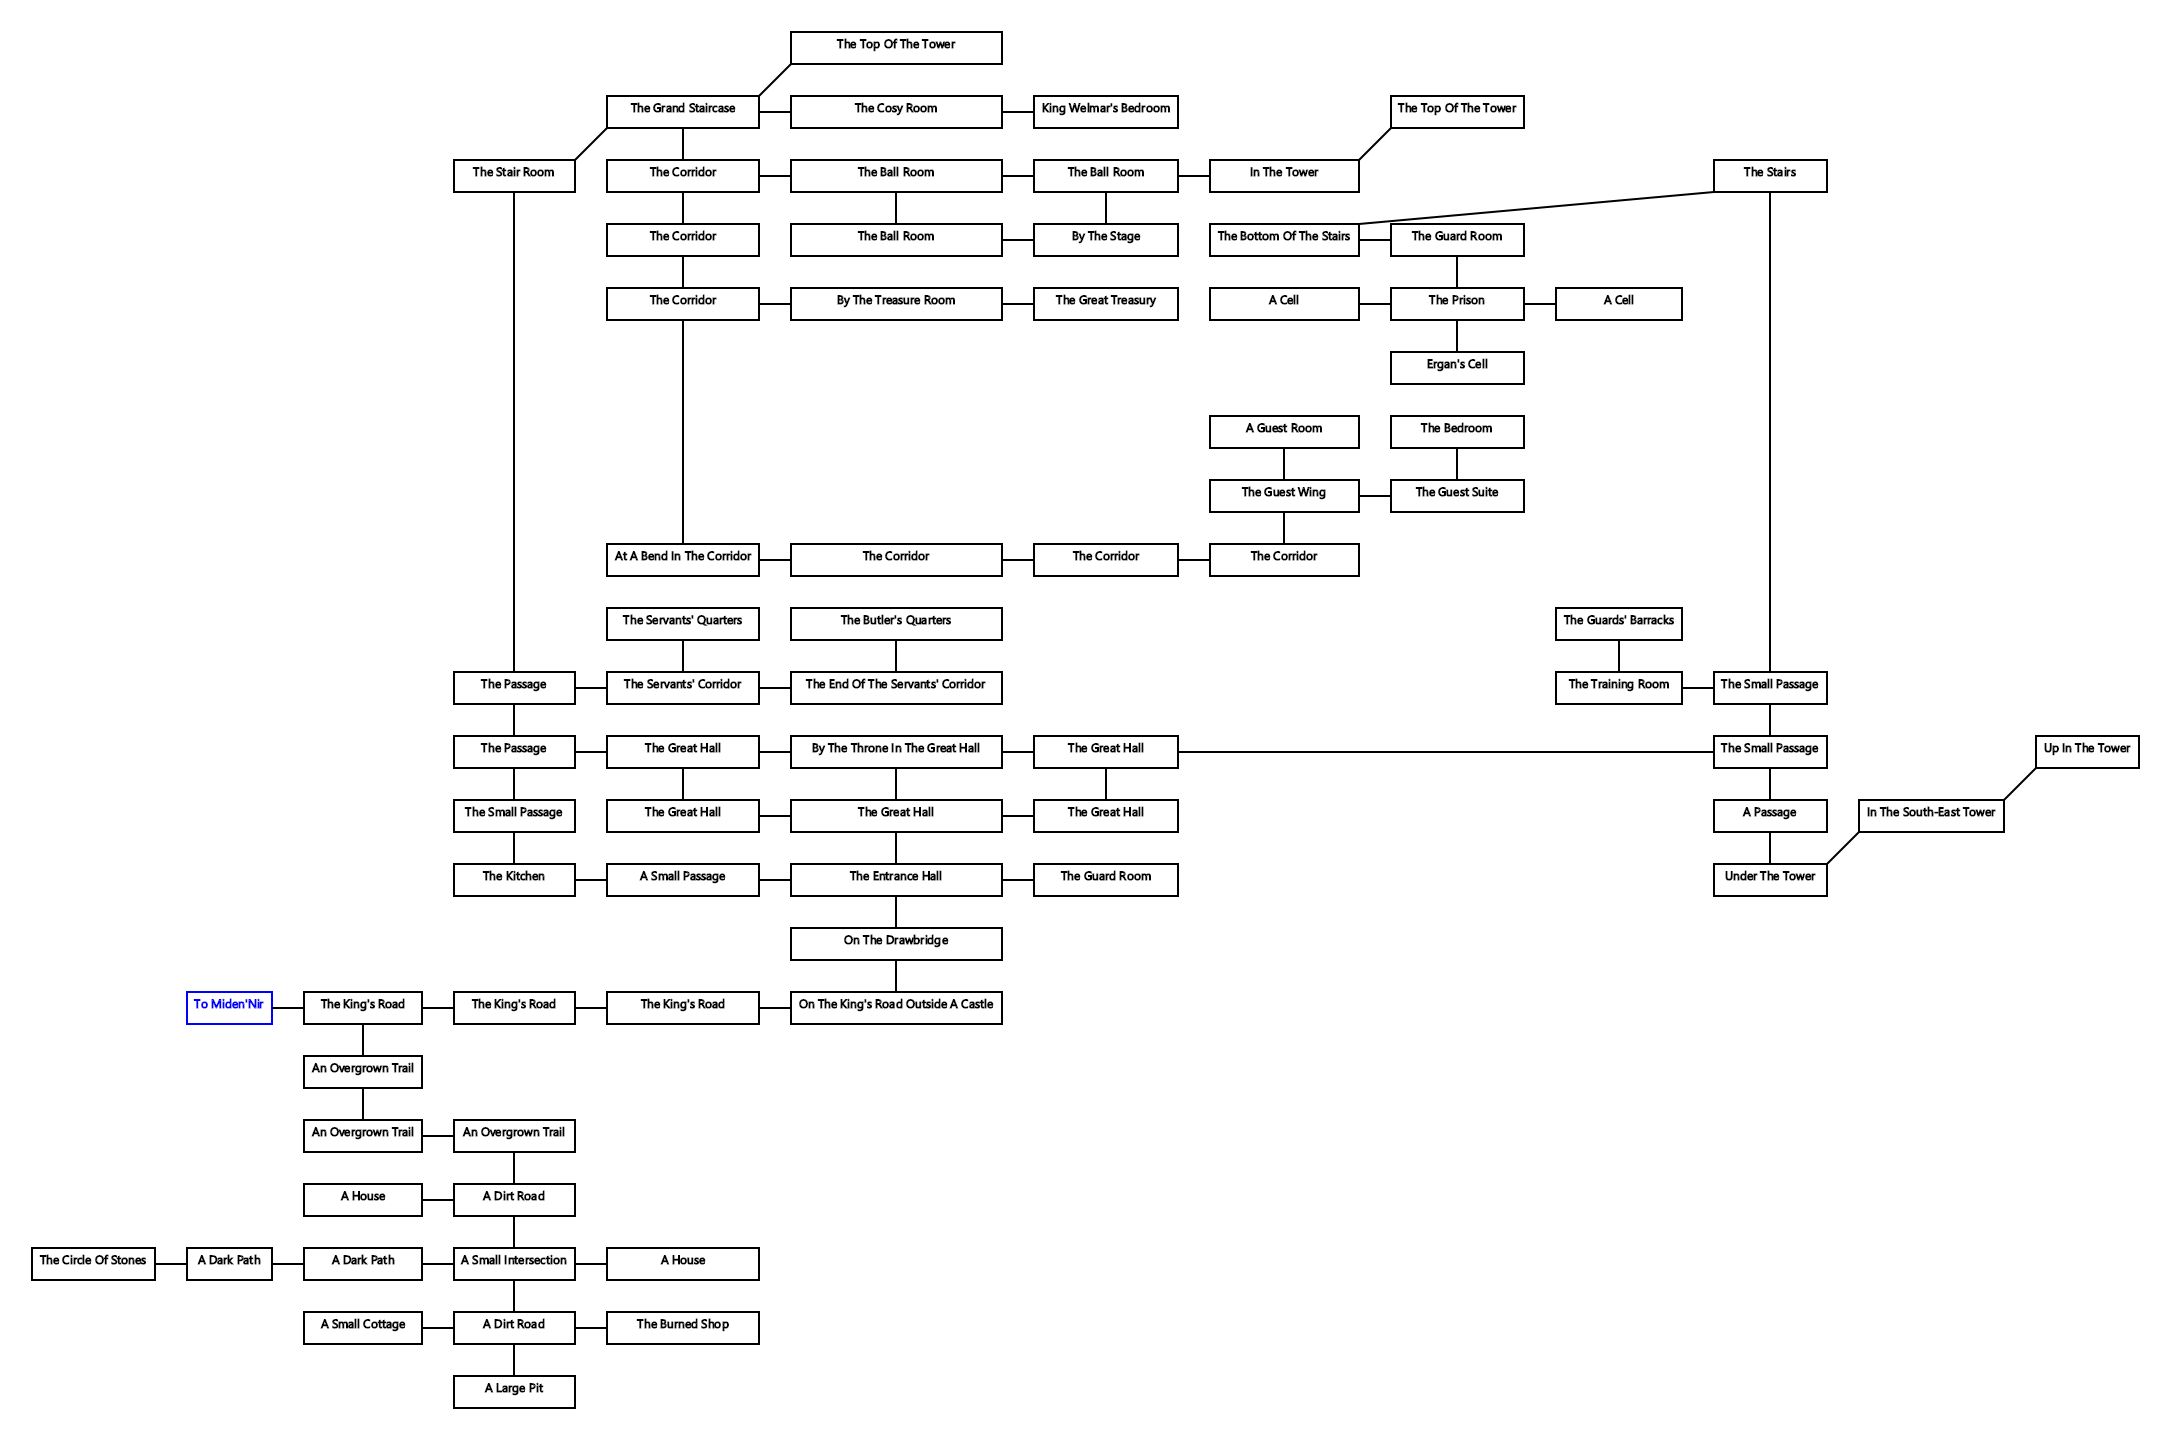 The Top Of The Tower
The Grand Staircase
The Cosy Room
King Welmar's Bedroom
The Top Of The Tower
The Stair Room
The Corridor
The Ball Room
The Ball Room
In The Tower
The Stairs
The Corridor
The Ball Room
By The Stage
The Bottom Of The Stairs
The Guard Room
The Corridor
By The Treasure Room
The Great Treasury
A Cell
The Prison
A Cell
Ergan's Cell
A Guest Room
The Bedroom
The Guest Wing
The Guest Suite
At A Bend In The Corridor
The Corridor
The Corridor
The Corridor
The Servants' Quarters
The Butler's Quarters
The Guards' Barracks
The Passage
The Servants' Corridor
The End Of The Servants' Corridor
The Training Room
The Small Passage
The Passage
The Great Hall
By The Throne In The Great Hall
The Great Hall
The Small Passage
Up In The Tower
The Small Passage
The Great Hall
The Great Hall
The Great Hall
A Passage
In The South-East Tower
The Kitchen
A Small Passage
The Entrance Hall
The Guard Room
Under The Tower
On The Drawbridge
To Miden'Nir
The King's Road
The King's Road
The King's Road
On The King's Road Outside A Castle
An Overgrown Trail
An Overgrown Trail
An Overgrown Trail
A House
A Dirt Road
The Circle Of Stones
A Dark Path
A Dark Path
A Small Intersection
A House
A Small Cottage
A Dirt Road
The Burned Shop
A Large Pit